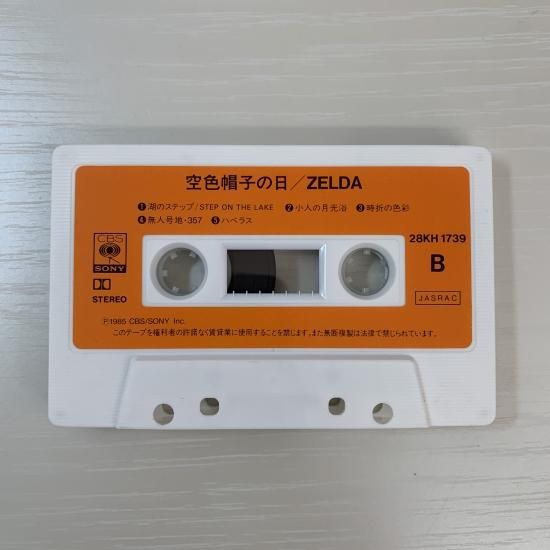 空色帽子の日/ZELDA
❶湖のステップ/STEP ON THE LAKE ❷小人の月光浴 ❸時折の色彩
❹無人号地・357 ❺ハベラス
CBS
SONY
28KH 1739
B
STEREO
JASRAC
Ⓟ1985 CBS/SONY Inc.
このテープを権利者の許諾なく賃貸業に使用することを禁じます。また無断複製は法律で禁じられています。